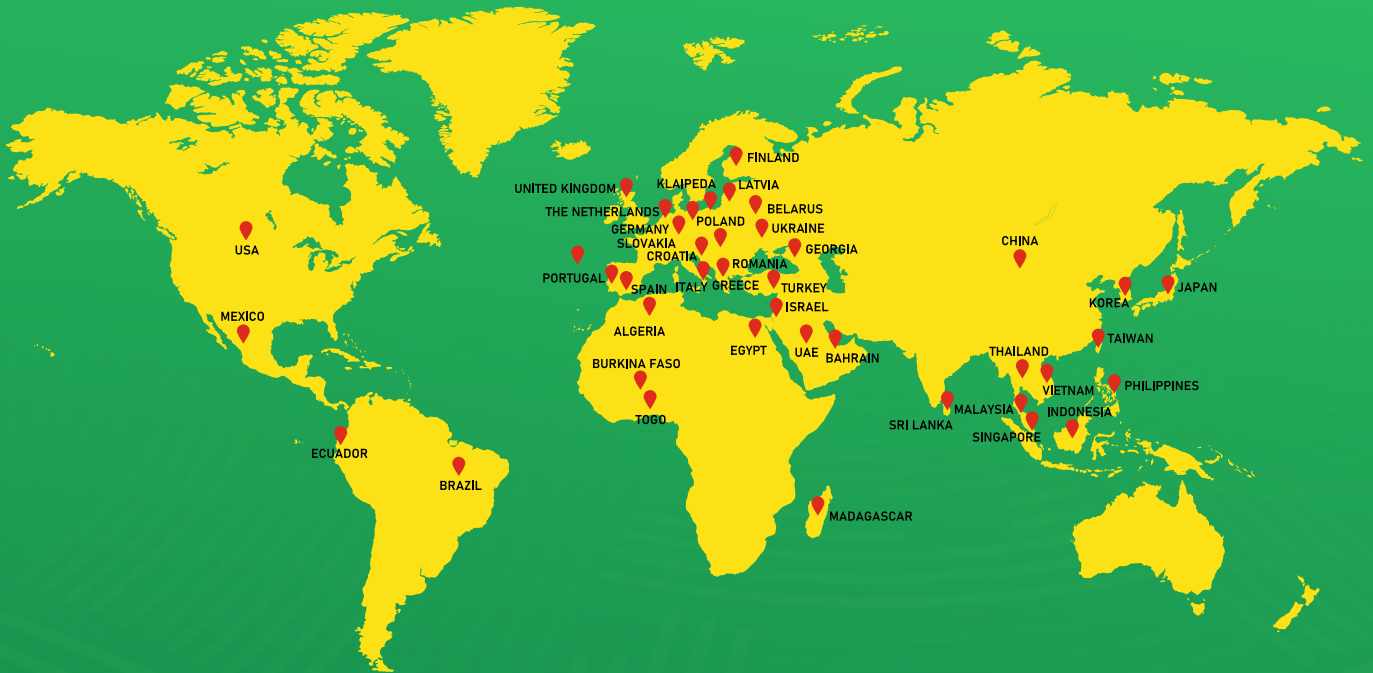 FINLAND
UNITED KINGDOM
KLAIPEDA
LATVIA
THE NETHERLANDS
BELARUS
GERMANY
POLAND
UKRAINE
SLOVAKIA
CROATIA
GEORGIA
ROMANIA
PORTUGAL
SPAIN
ITALY
GREECE
TURKEY
ISRAEL
ALGERIA
EGYPT
UAE
BAHRAIN
USA
MEXICO
CHINA
KOREA
JAPAN
TAIWAN
THAILAND
VIETNAM
PHILIPPINES
BURKINA FASO
TOGO
SRI LANKA
MALAYSIA
INDONESIA
SINGAPORE
ECUADOR
BRAZIL
MADAGASCAR